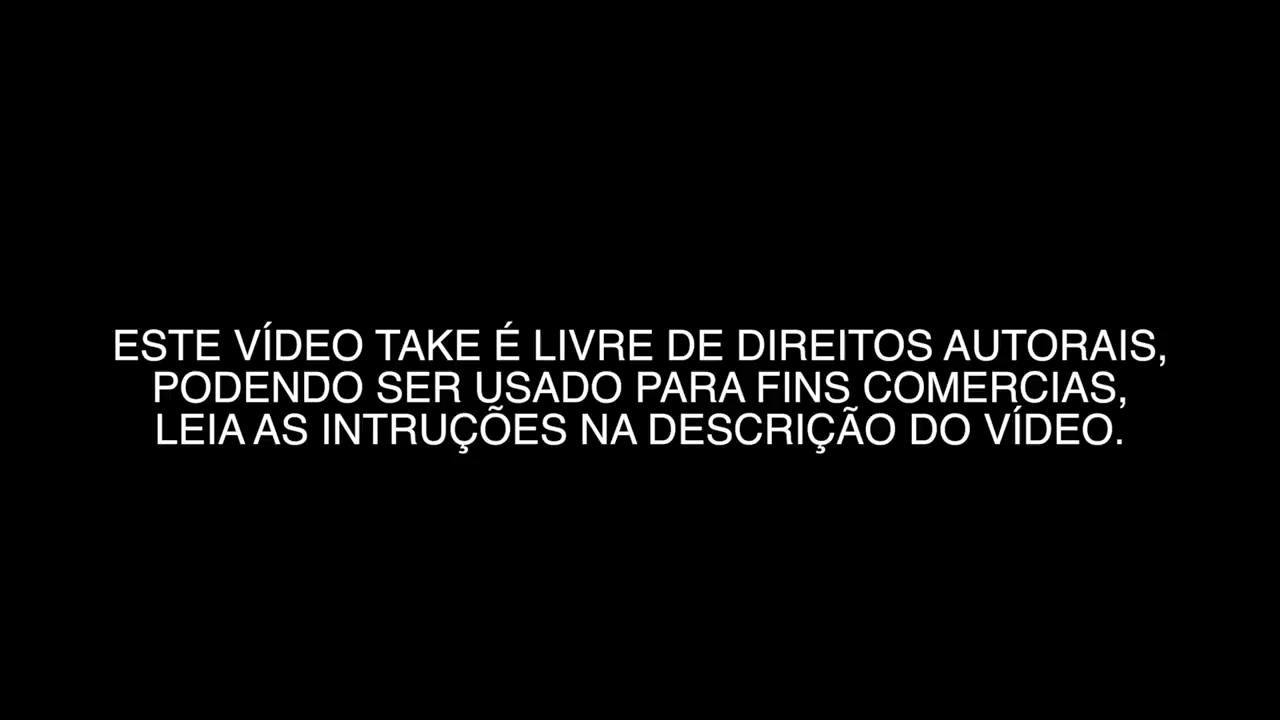 ESTE VÍDEO TAKE É LIVRE DE DIREITOS AUTORAIS,
PODENDO SER USADO PARA FINS COMERCIAS,
LEIA AS INTRUÇÕES NA DESCRIÇÃO DO VÍDEO.